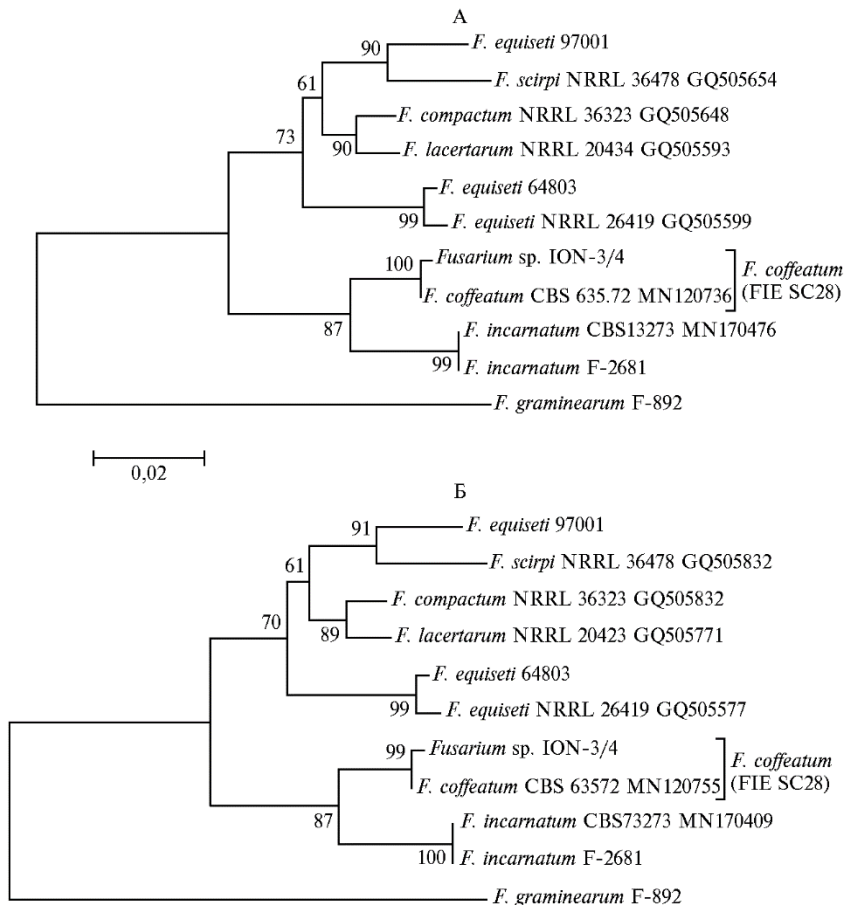 А
90
F. equiseti 97001
F. scirpi NRRL 36478 GQ505654
61
F. compactum NRRL 36323 GQ505648
73
90
F. lacertarum NRRL 20434 GQ505593
F. equiseti 64803
99
F. equiseti NRRL 26419 GQ505599
100
Fusarium sp. ION-3/4
F. coffeatum CBS 635.72 MN120736
F. coffeatum
(FIE SC28)
87
F. incarnatum CBS13273 MN170476
99
F. incarnatum F-2681
F. graminearum F-892
0,02
Б
91
F. equiseti 97001
F. scirpi NRRL 36478 GQ505832
61
F. compactum NRRL 36323 GQ505832
70
89
F. lacertarum NRRL 20423 GQ505771
F. equiseti 64803
99
F. equiseti NRRL 26419 GQ505577
99
Fusarium sp. ION-3/4
F. coffeatum CBS 63572 MN120755
F. coffeatum
(FIE SC28)
87
F. incarnatum CBS73273 MN170409
100
F. incarnatum F-2681
F. graminearum F-892